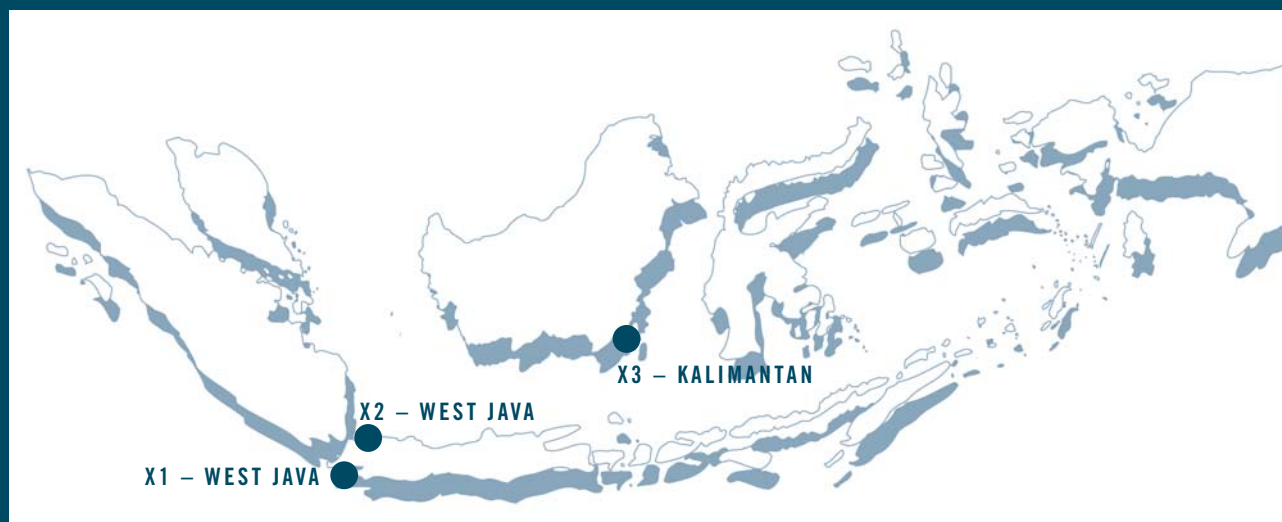 X3 – KALIMANTAN
X2 – WEST JAVA
X1 – WEST JAVA